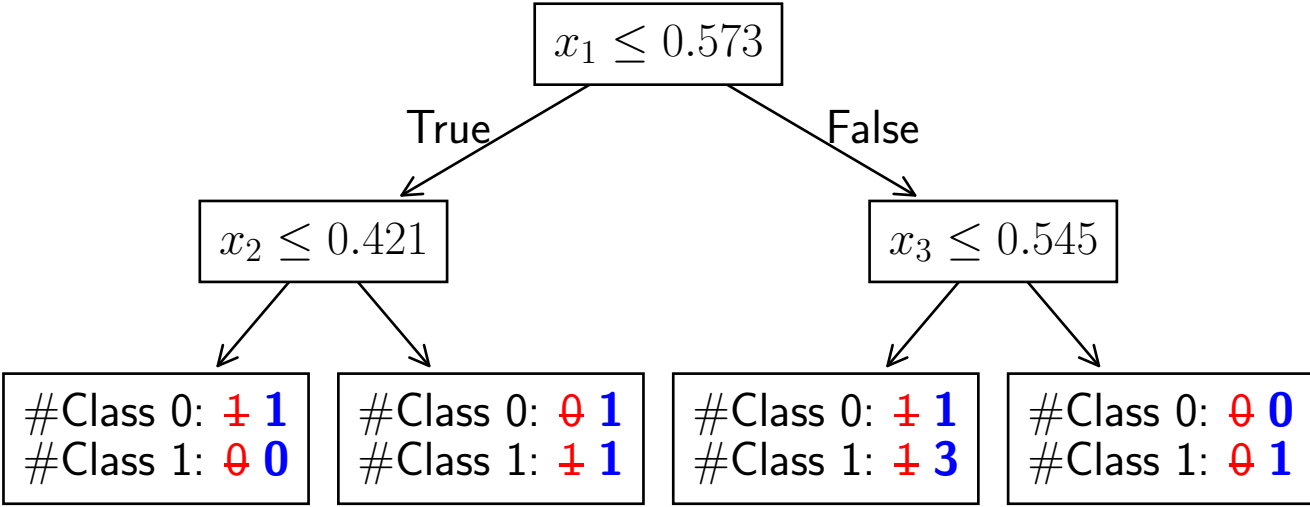 x₁ ≤ 0.573
True
False
x₂ ≤ 0.421
x₃ ≤ 0.545
#Class 0: 1 1
#Class 1: 0 0
#Class 0: 0 1
#Class 1: 1 1
#Class 0: 1 1
#Class 1: 1 3
#Class 0: 0 0
#Class 1: 0 1